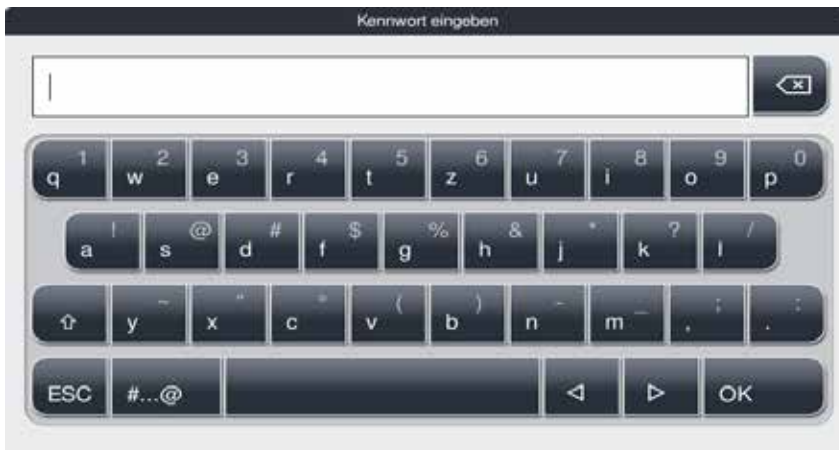 Kennwort eingeben
1 2 3 4 5 6 7 8 9 0
q w e r t z u i o p
! @ # $ % & * ? /
a s d f g h j k l
~ " ° ( ) - _ ; :
y x c v b n m , .
ESC #...@ OK